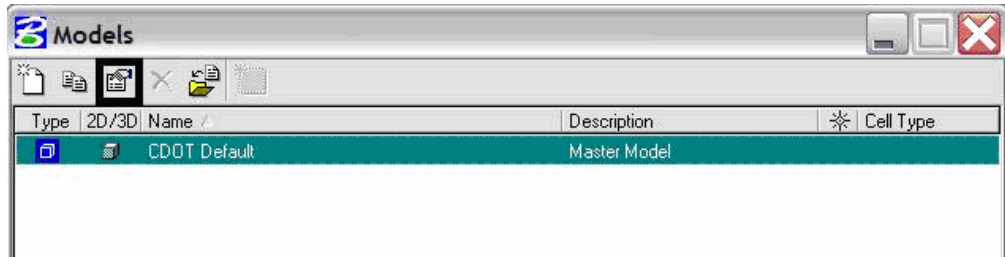 Models
Type 2D/3D Name Description Cell Type
CDOT Default Master Model